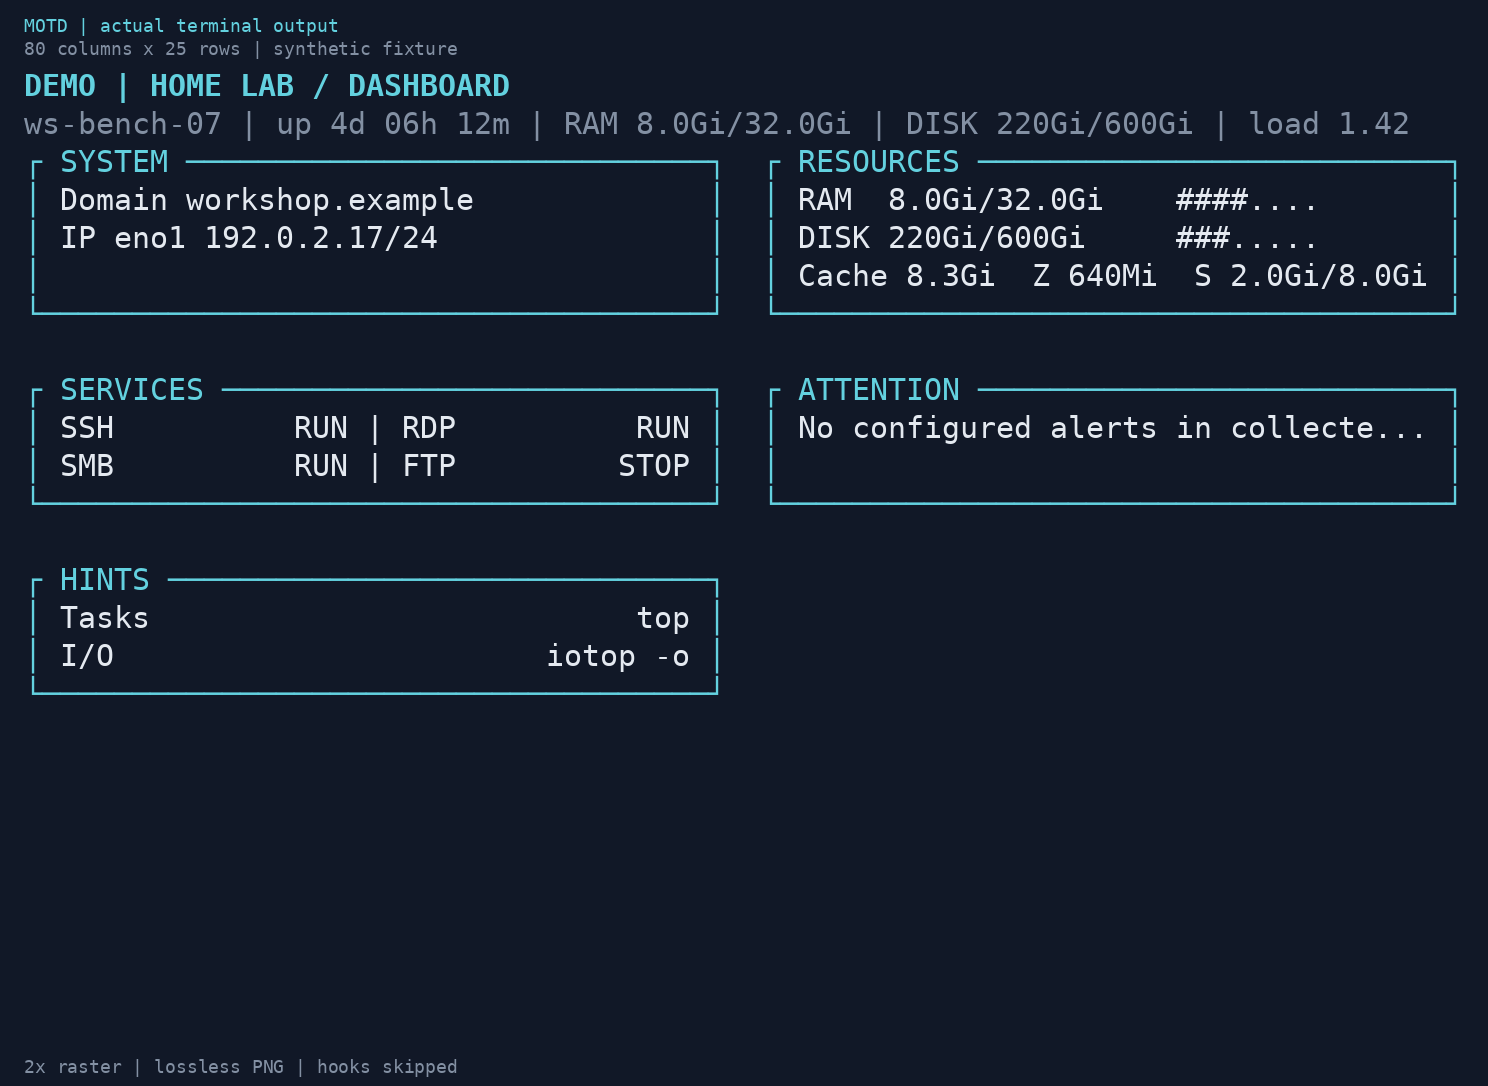 MOTD | actual terminal output
80 columns x 25 rows | synthetic fixture
DEMO | HOME LAB / DASHBOARD
ws-bench-07 | up 4d 06h 12m | RAM 8.0Gi/32.0Gi | DISK 220Gi/600Gi | load 1.42
SYSTEM
Domain workshop.example
IP eno1 192.0.2.17/24
RESOURCES
RAM  8.0Gi/32.0Gi    ####....
DISK 220Gi/600Gi     ###.....
Cache 8.3Gi  Z 640Mi  S 2.0Gi/8.0Gi
SERVICES
SSH          RUN | RDP          RUN
SMB          RUN | FTP         STOP
ATTENTION
No configured alerts in collecte...
HINTS
Tasks                           top
I/O                        iotop -o
2x raster | lossless PNG | hooks skipped